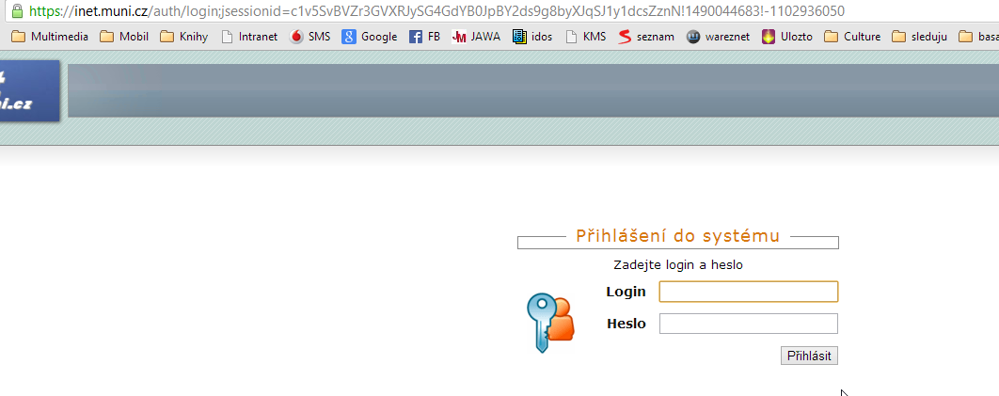 https://inet.muni.cz/auth/login;jsessionid=c1v5SvBVZr3GVXRJySG4GdYB0JpBY2ds9g8byXJqSJ1y1dcsZznN!1490044683!-1102936050
Multimedia Mobil Knihy Intranet SMS Google FB JAWA idos KMS seznam wareznet Ulozto Culture sleduju basa
ni.cz
Přihlášení do systému
Zadejte login a heslo
Login
Heslo
Přihlásit